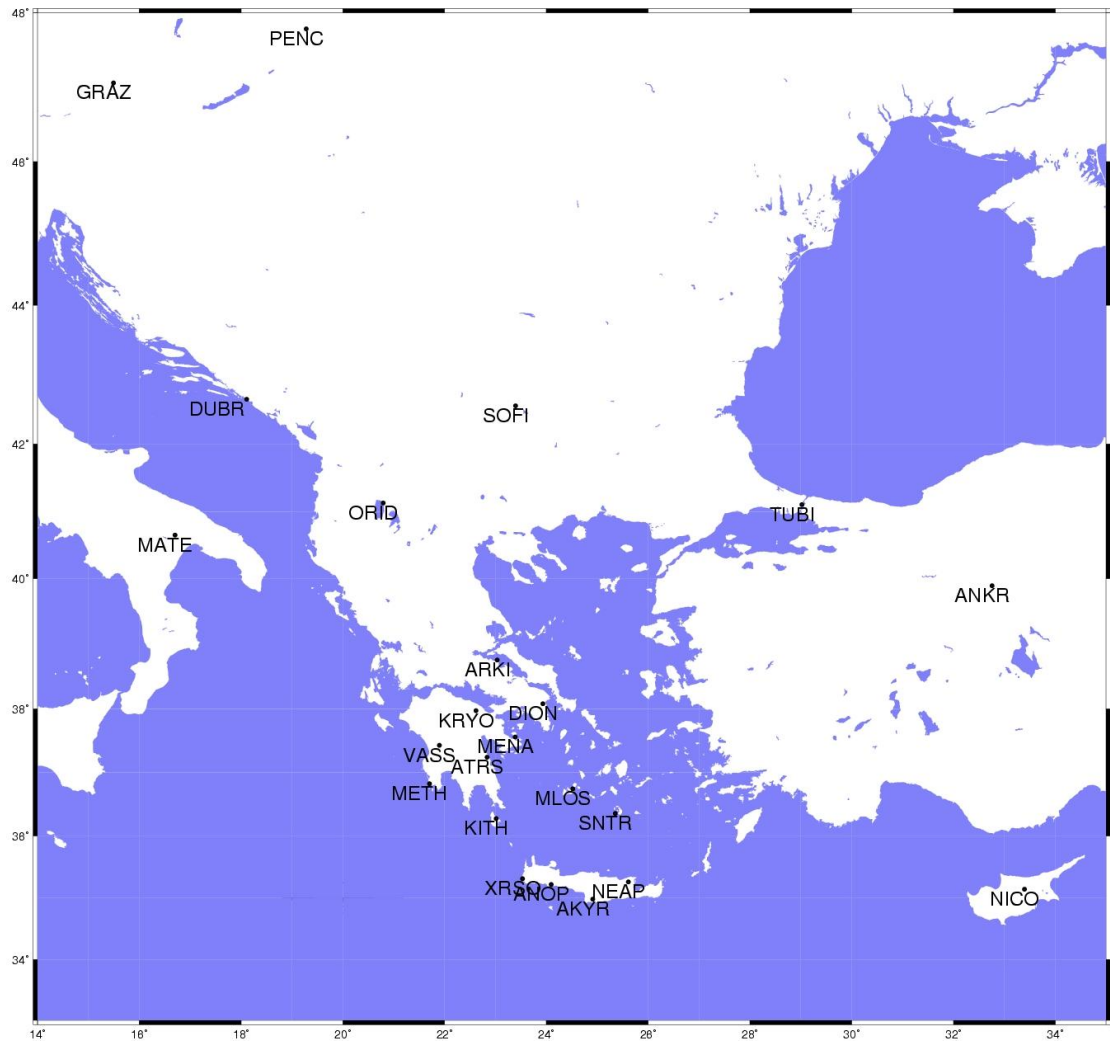 48°
PENC
GRAZ
46°
44°
DUBR
SOFI
42°
ORID
TUBI
MATE
40°
ANKR
ARKI
38°
KRYO
DION
MENA
VASS
ATRS
METH
MLOS
SNTR
36°
KITH
XRSO
ANOP
NEAP
AKYR
NICO
34°
14° 16° 18° 20° 22° 24° 26° 28° 30° 32° 34°